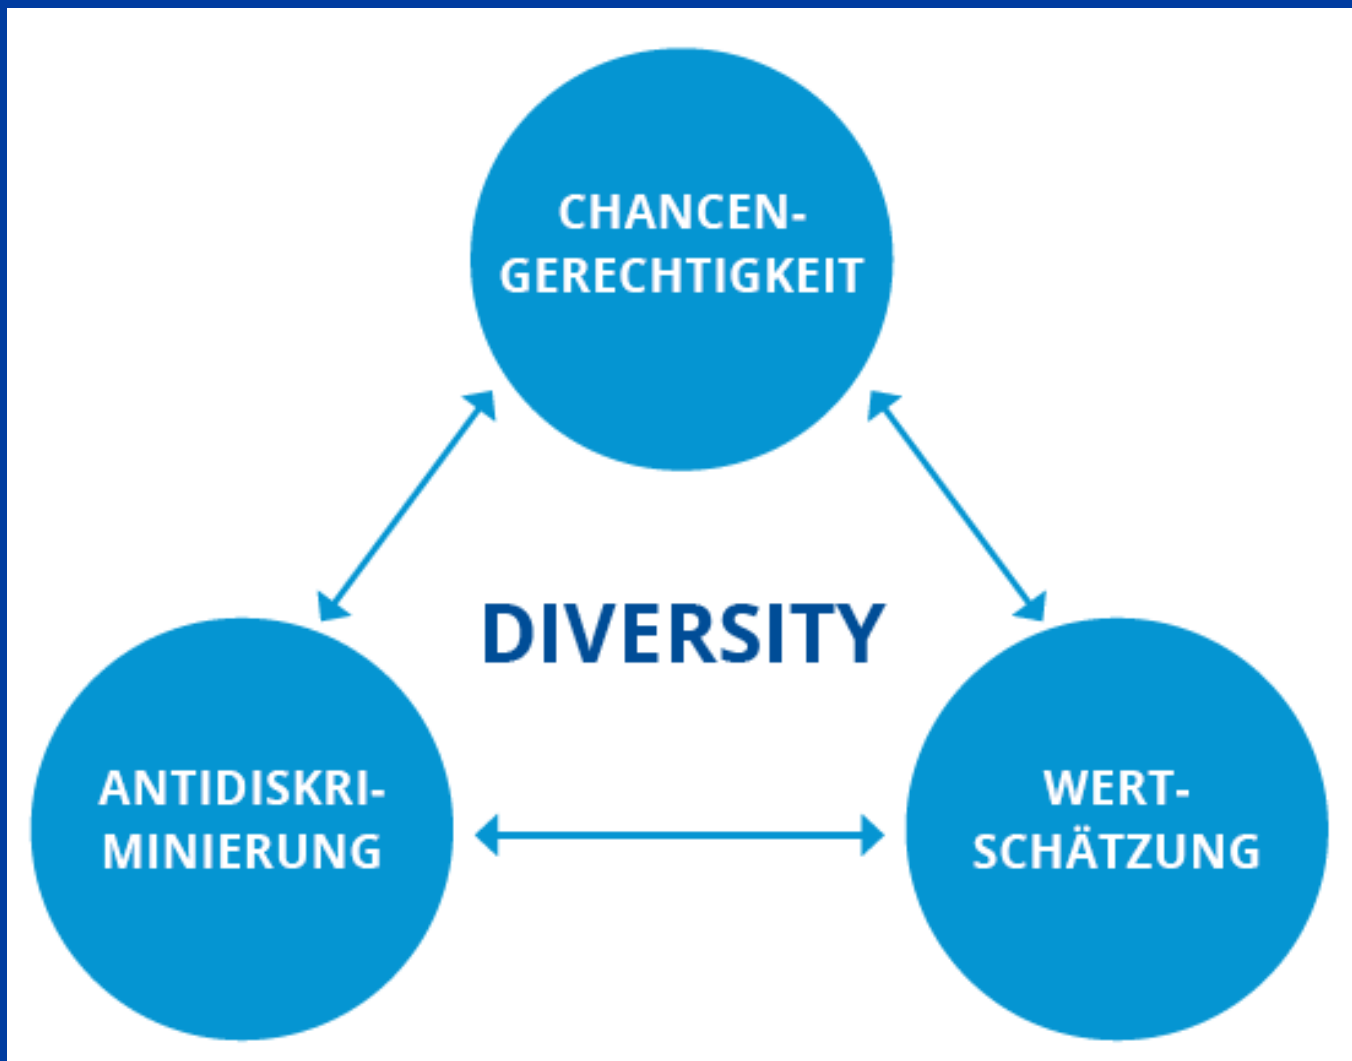 CHANCEN-
GERECHTIGKEIT
DIVERSITY
ANTIDISKRI-
MINIERUNG
WERT-
SCHÄTZUNG